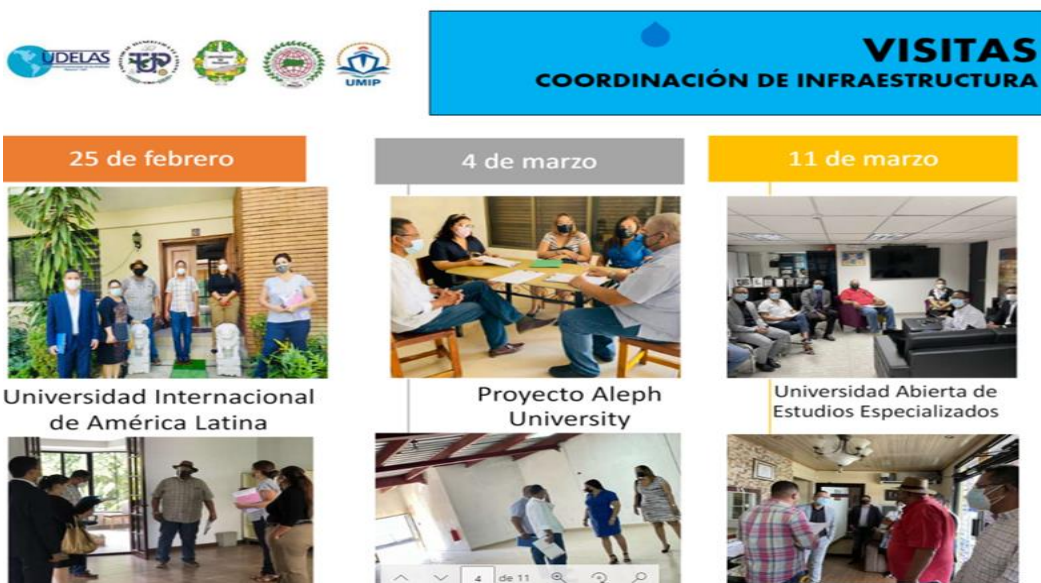 UDELAS
UTP
UMIP
VISITAS
COORDINACIÓN DE INFRAESTRUCTURA
25 de febrero
4 de marzo
11 de marzo
Universidad Internacional
de América Latina
Proyecto Aleph
University
Universidad Abierta de
Estudios Especializados
4 de 11